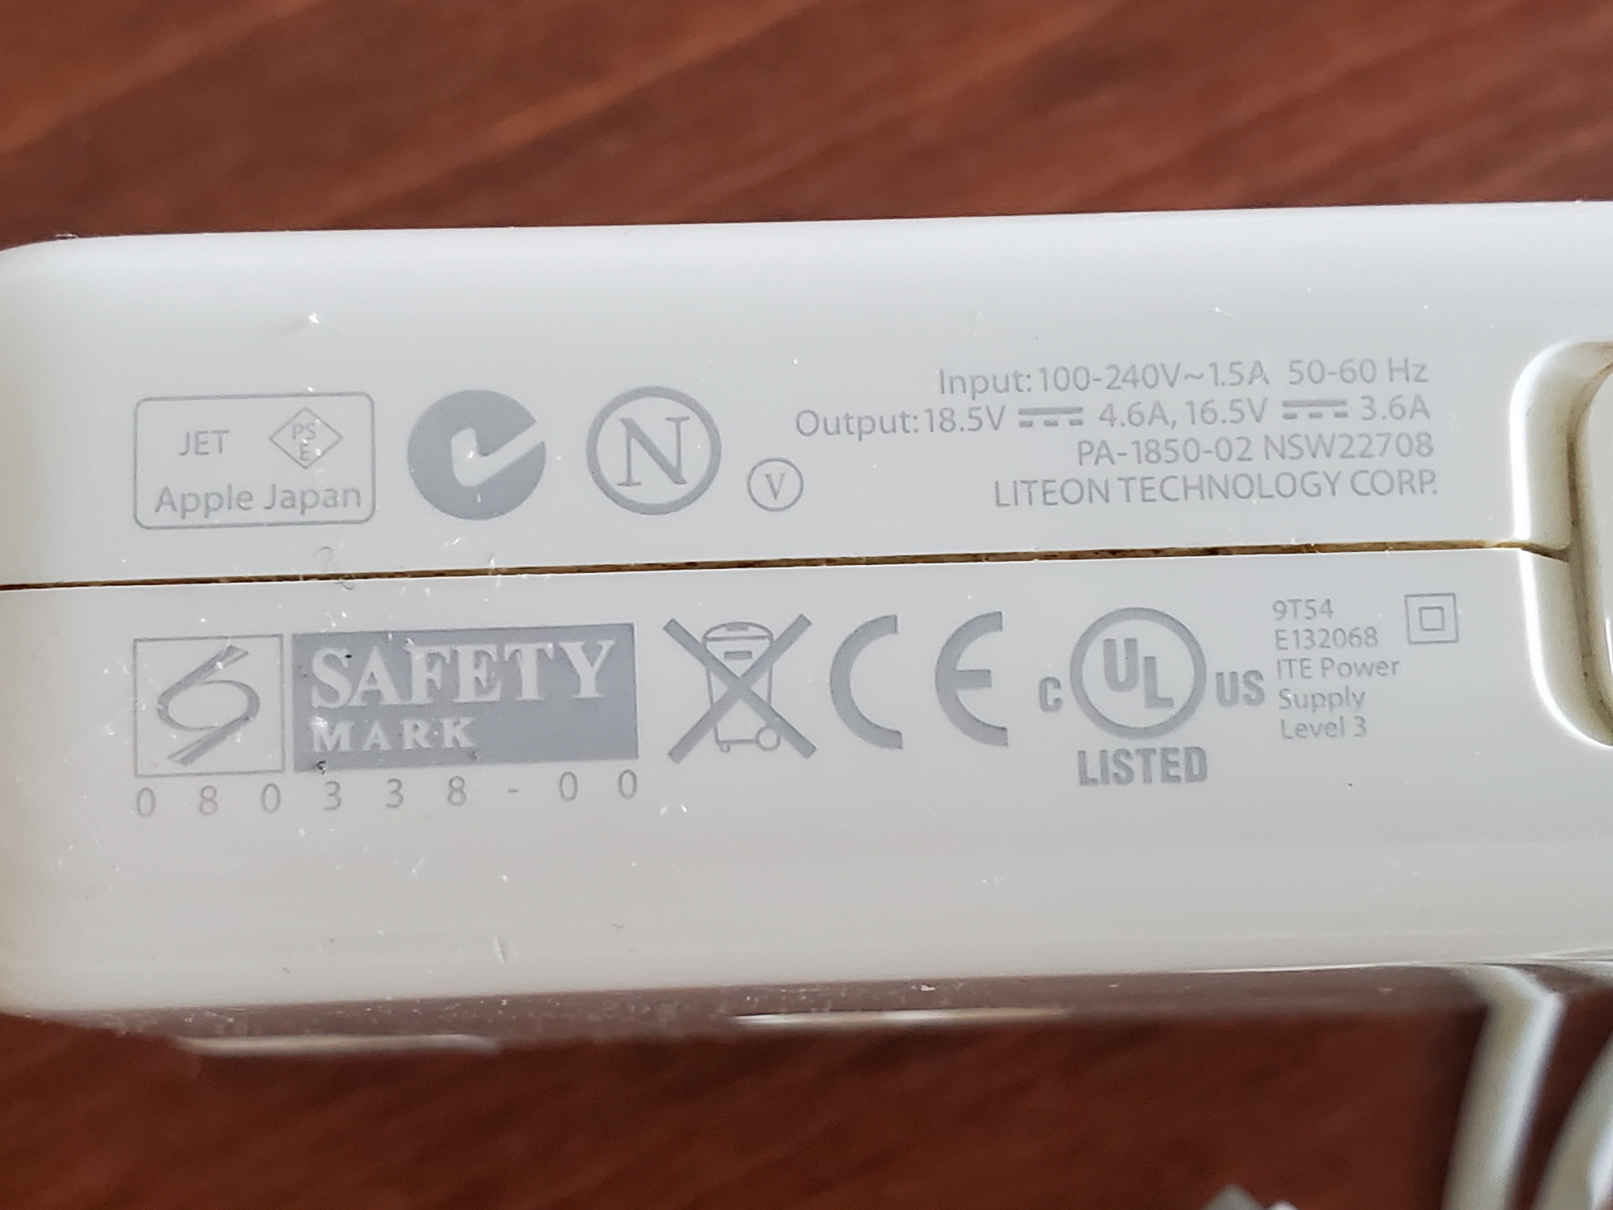 JET PSE
Apple Japan
N
V
Input: 100-240V~1.5A 50-60 Hz
Output: 18.5V ⎓ 4.6A, 16.5V ⎓ 3.6A
PA-1850-02 NSW22708
LITEON TECHNOLOGY CORP.
SAFETY
MARK
080338-00
CE
C UL US
LISTED
9T54
E132068
ITE Power
Supply
Level 3